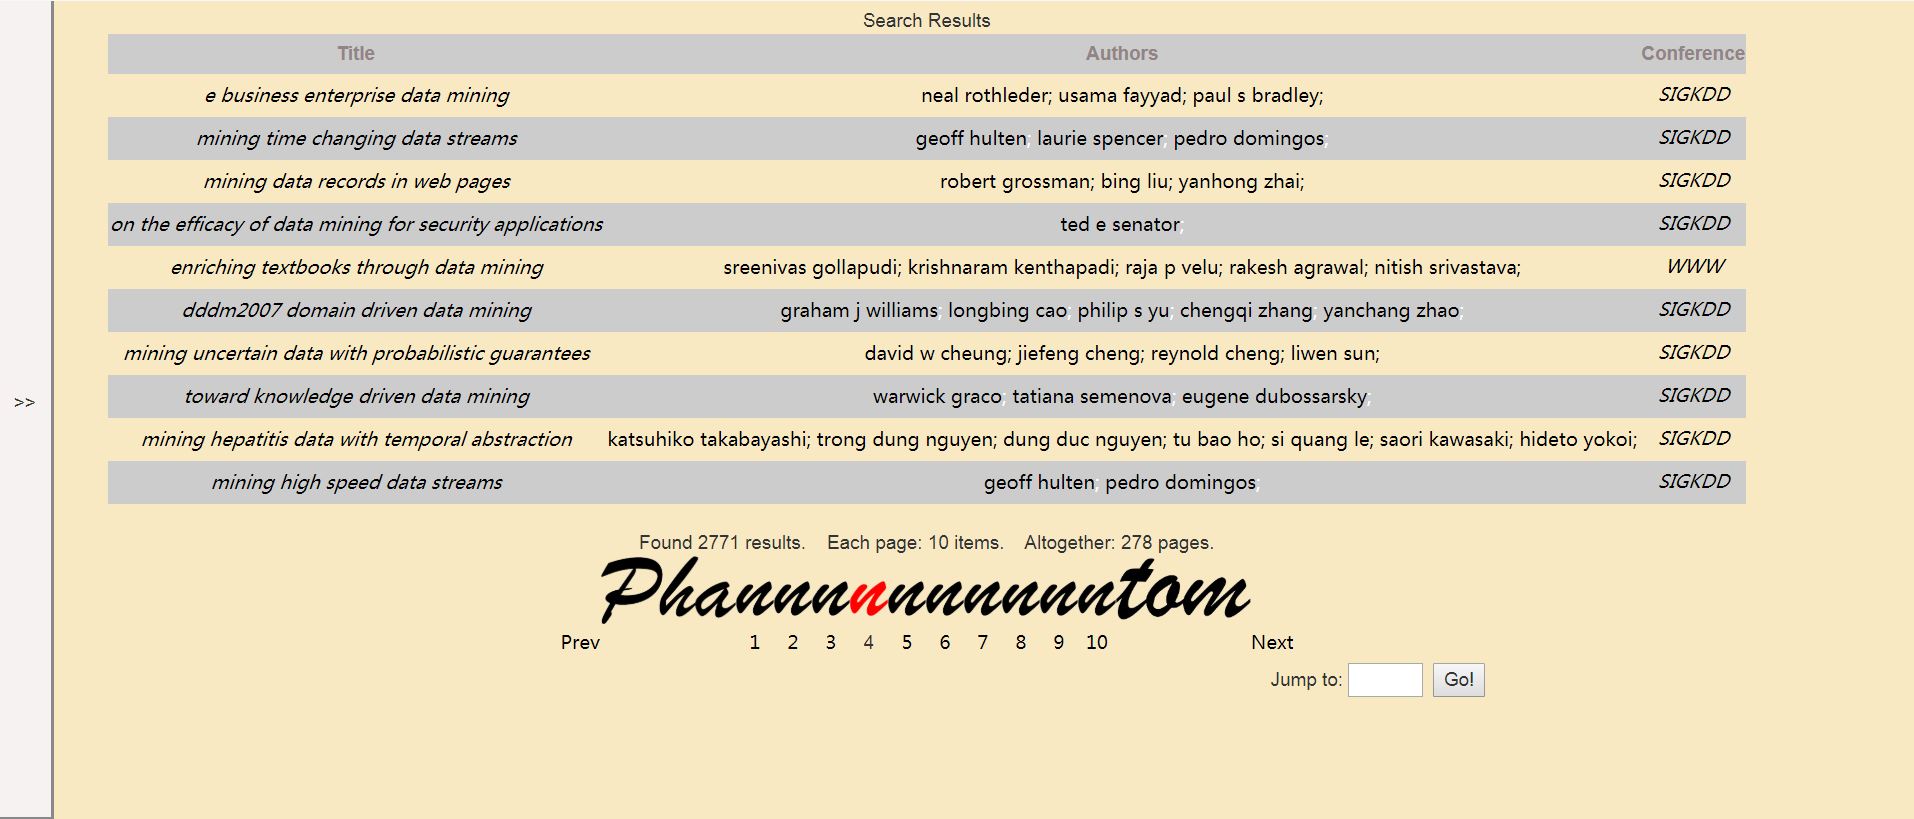 Search Results
Title Authors Conference
e business enterprise data mining neal rothleder; usama fayyad; paul s bradley; SIGKDD
mining time changing data streams geoff hulten; laurie spencer; pedro domingos; SIGKDD
mining data records in web pages robert grossman; bing liu; yanhong zhai; SIGKDD
on the efficacy of data mining for security applications ted e senator; SIGKDD
enriching textbooks through data mining sreenivas gollapudi; krishnaram kenthapadi; raja p velu; rakesh agrawal; nitish srivastava; WWW
dddm2007 domain driven data mining graham j williams; longbing cao; philip s yu; chengqi zhang; yanchang zhao; SIGKDD
mining uncertain data with probabilistic guarantees david w cheung; jiefeng cheng; reynold cheng; liwen sun; SIGKDD
>>
toward knowledge driven data mining warwick graco; tatiana semenova; eugene dubossarsky; SIGKDD
mining hepatitis data with temporal abstraction katsuhiko takabayashi; trong dung nguyen; dung duc nguyen; tu bao ho; si quang le; saori kawasaki; hideto yokoi; SIGKDD
mining high speed data streams geoff hulten; pedro domingos; SIGKDD
Found 2771 results. Each page: 10 items. Altogether: 278 pages.
Phannnnnnnnnntom
Prev 1 2 3 4 5 6 7 8 9 10 Next
Jump to: Go!